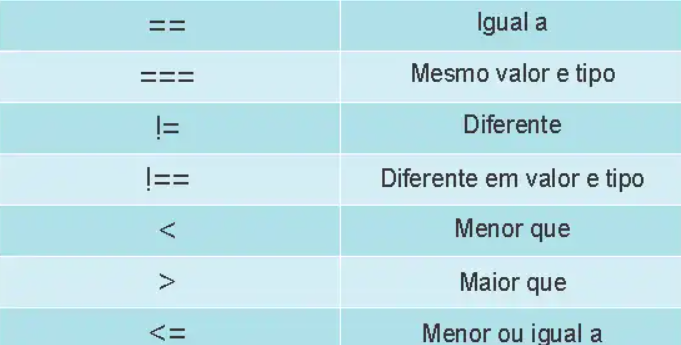 == Igual a
=== Mesmo valor e tipo
!= Diferente
!== Diferente em valor e tipo
< Menor que
> Maior que
<= Menor ou igual a